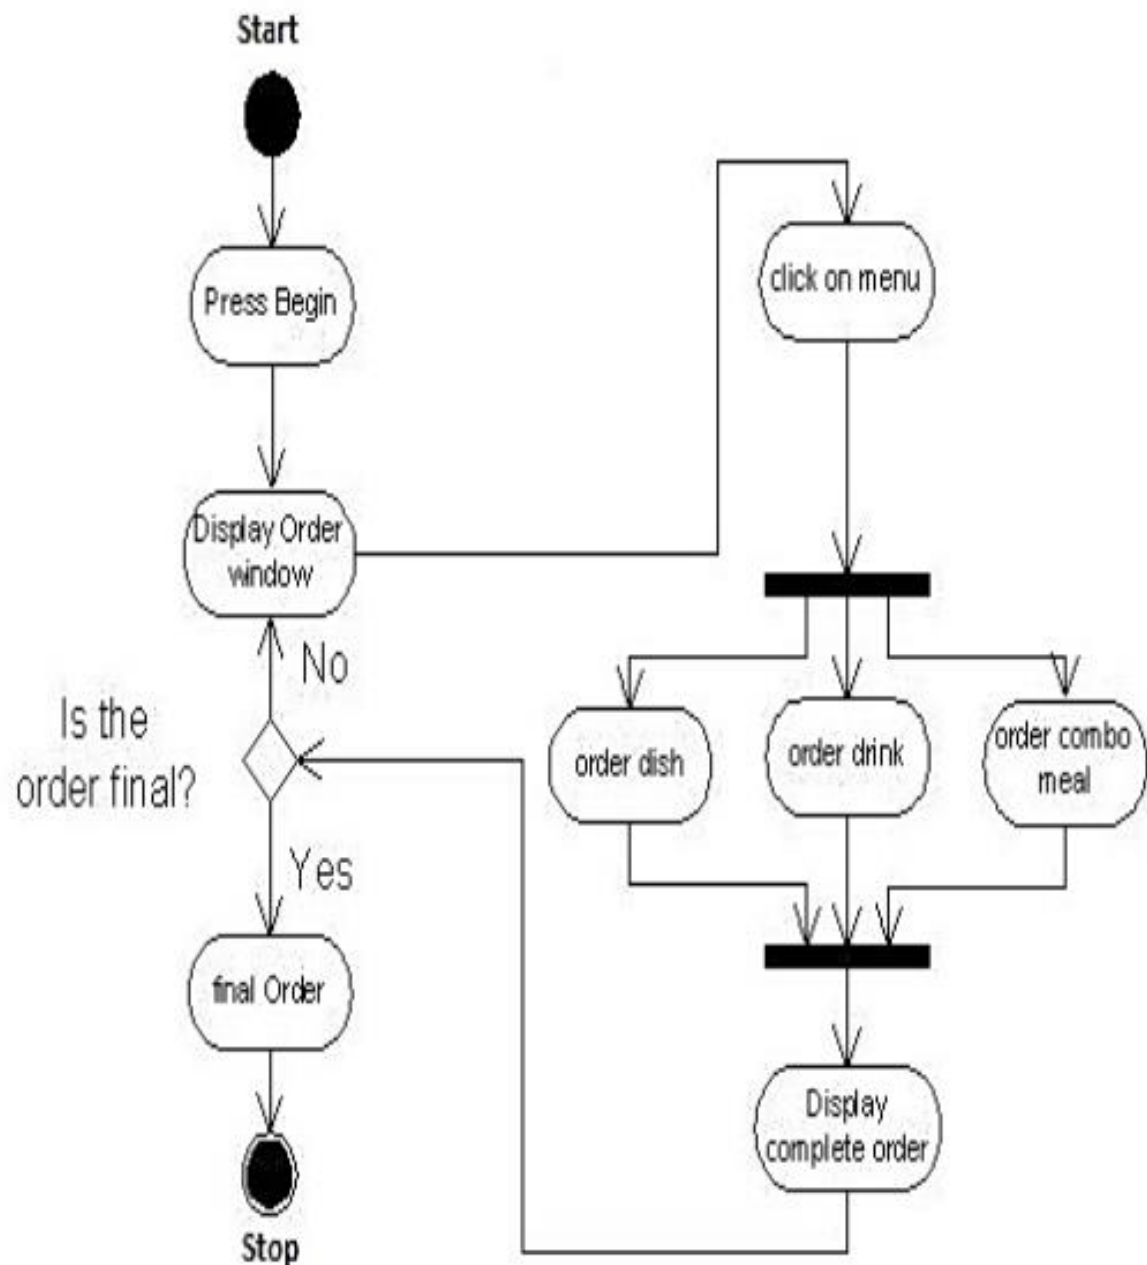 Start
Press Begin
click on menu
Display Order
window
No
Is the
order final?
order dish
order drink
order combo
meal
Yes
final Order
Display
complete order
Stop